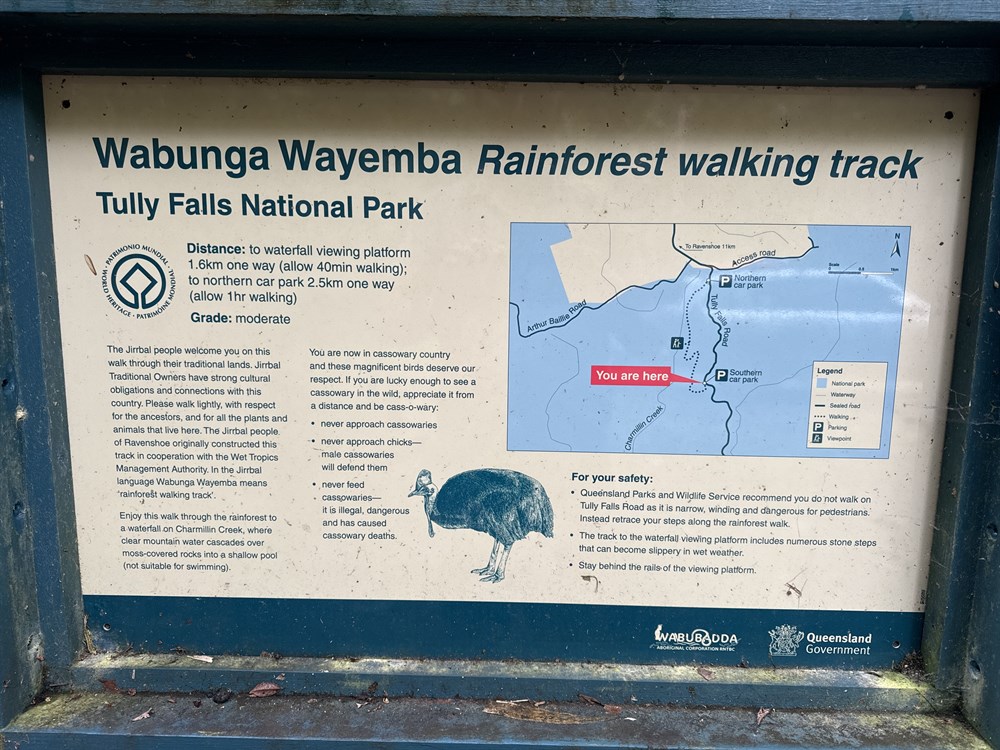 Wabunga Wayemba Rainforest walking track
Tully Falls National Park
PATRIMONIO MUNDIAL • WORLD HERITAGE • PATRIMOINE MONDIAL
Distance: to waterfall viewing platform
1.6km one way (allow 40min walking);
to northern car park 2.5km one way
(allow 1hr walking)
Grade: moderate
The Jirrbal people welcome you on this
walk through their traditional lands. Jirrbal
Traditional Owners have strong cultural
obligations and connections with this
country. Please walk lightly, with respect
for the ancestors, and for all the plants and
animals that live here. The Jirrbal people
of Ravenshoe originally constructed this
track in cooperation with the Wet Tropics
Management Authority. In the Jirrbal
language Wabunga Wayemba means
'rainforest walking track'.
Enjoy this walk through the rainforest to
a waterfall on Charmillin Creek, where
clear mountain water cascades over
moss-covered rocks into a shallow pool
(not suitable for swimming).
You are now in cassowary country
and these magnificent birds deserve our
respect. If you are lucky enough to see a
cassowary in the wild, appreciate it from
a distance and be cass-o-wary:
• never approach cassowaries
• never approach chicks—
male cassowaries
will defend them
• never feed
cassowaries—
it is illegal, dangerous
and has caused
cassowary deaths.
To Ravenshoe 11km
Access road
N
Scale
0
0.5
1km
P
Northern
car park
Arthur Baillie Road
Tully Falls Road
You are here
P
Southern
car park
Charmillin Creek
Legend
National park
Waterway
Sealed road
Walking
P Parking
Viewpoint
For your safety:
• Queensland Parks and Wildlife Service recommend you do not walk on
Tully Falls Road as it is narrow, winding and dangerous for pedestrians.
Instead retrace your steps along the rainforest walk.
• The track to the waterfall viewing platform includes numerous stone steps
that can become slippery in wet weather.
• Stay behind the rails of the viewing platform.
WABUBADDA
ABORIGINAL CORPORATION RNTBC
Queensland
Government